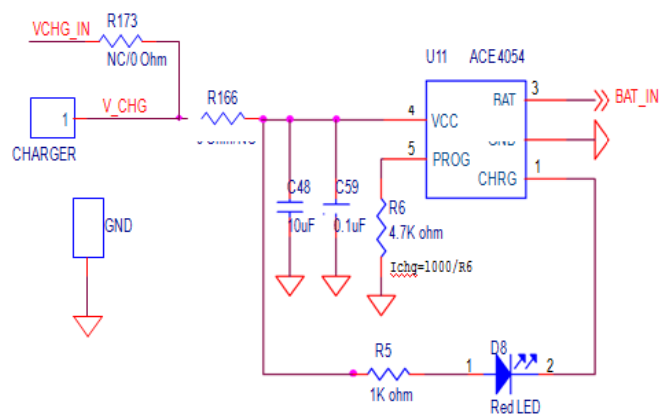 VCHG_IN
R173
NC/0 Ohm
U11 ACE4054
1
V_CHG
CHARGER
R166
4
VCC
BAT
3
BAT_IN
5
PROG
CHRG
1
C48
10uF
C59
0.1uF
R6
4.7K ohm
Ichg=1000/R6
GND
R5
1K ohm
1
D8
2
Red LED